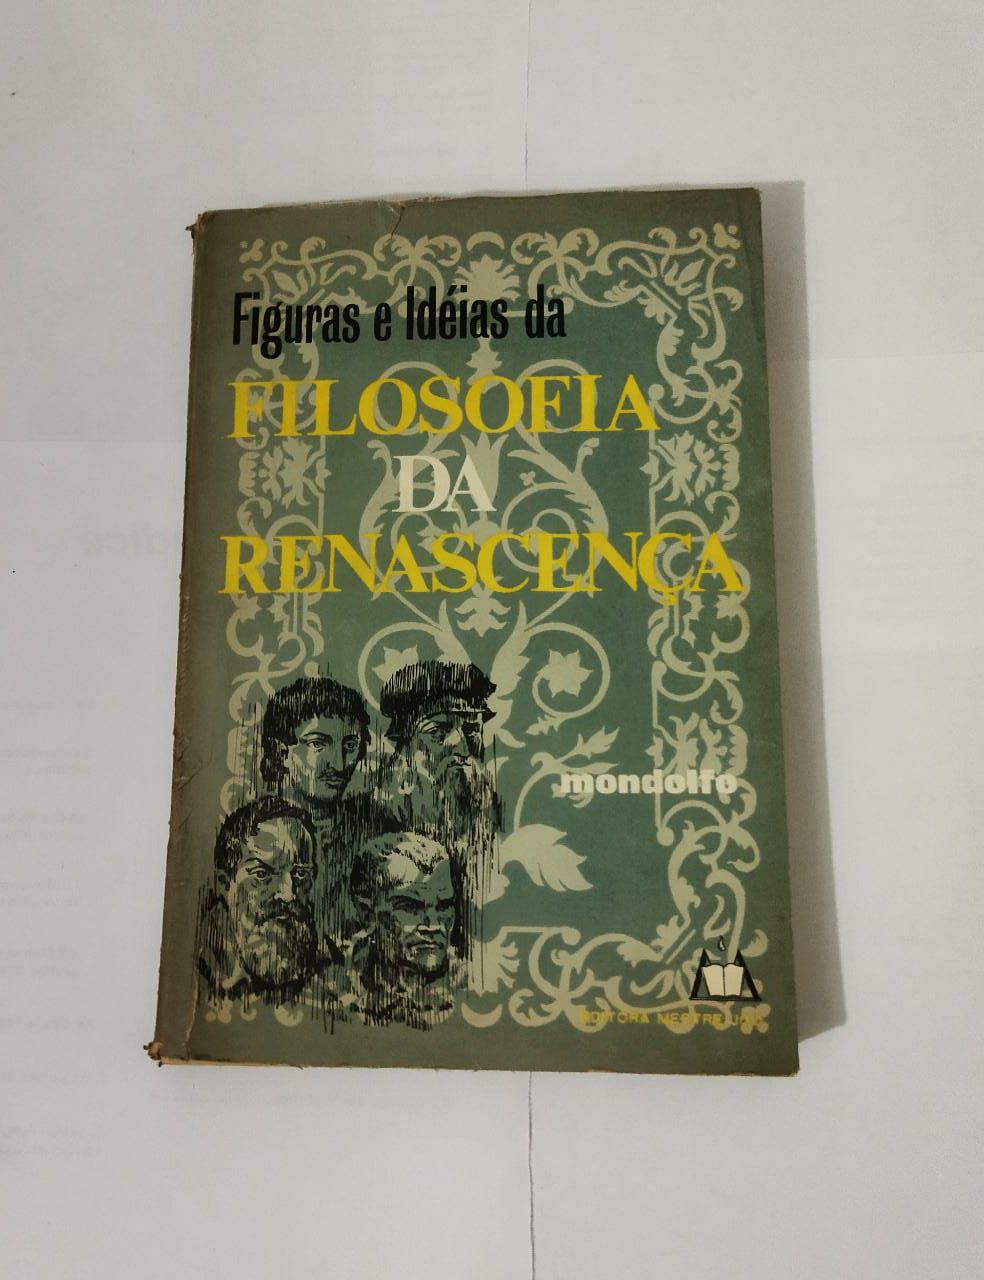 Figuras e Idéias da
FILOSOFIA
DA
RENASCENÇA
mondolfo
EDITORA MESTRE JOU